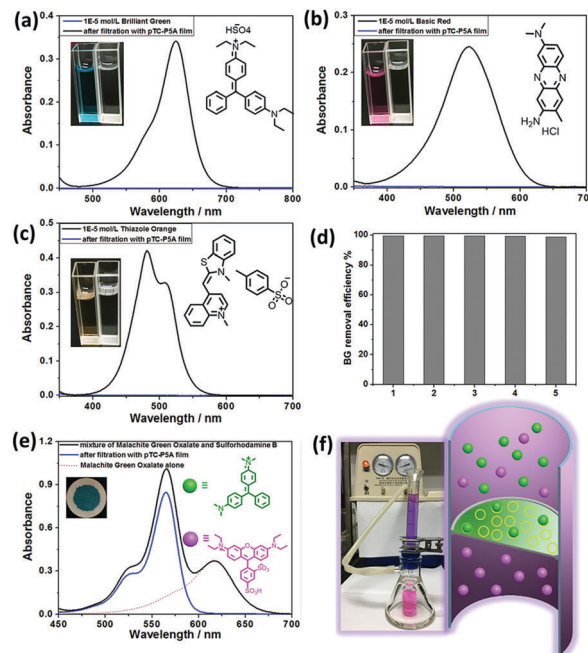 (a)
1E-5 mol/L Brilliant Green
after filtration with pTC-P5A film
HSO4
N
N
Absorbance
0.4
0.3
0.2
0.1
0.0
500
600
700
800
Wavelength / nm
(b)
1E-5 mol/L Basic Red
after filtration with pTC-P5A film
N
N
N
H2N
HCl
Absorbance
0.3
0.2
0.1
0.0
400
500
600
700
Wavelength / nm
(c)
1E-5 mol/L Thiazole Orange
after filtration with pTC-P5A film
S
N
N
O
S
O
O
Absorbance
0.5
0.4
0.3
0.2
0.1
0.0
350
400
450
500
550
600
Wavelength / nm
(d)
BG removal efficiency %
100
80
60
40
20
0
1
2
3
4
5
(e)
mixture of Malachite Green Oxalate and Sulforhodamine B
after filtration with pTC-P5A film
Malachite Green Oxalate alone
N
N
N
O
N
SO3
SO3H
Absorbance
1.2
0.9
0.6
0.3
0.0
450
500
550
600
650
700
Wavelength / nm
(f)